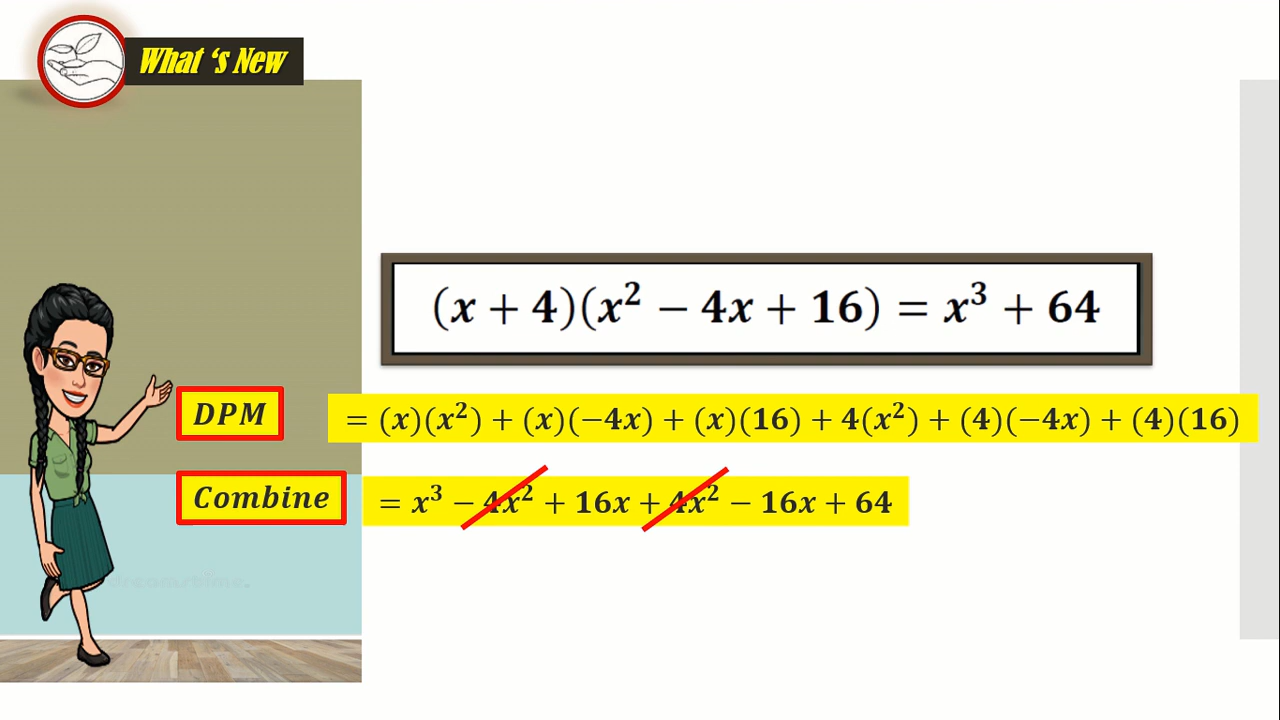 What ‘s New
(x + 4)(x² − 4x + 16) = x³ + 64
DPM = (x)(x²) + (x)(−4x) + (x)(16) + 4(x²) + (4)(−4x) + (4)(16)
Combine = x³ − 4x² + 16x + 4x² − 16x + 64